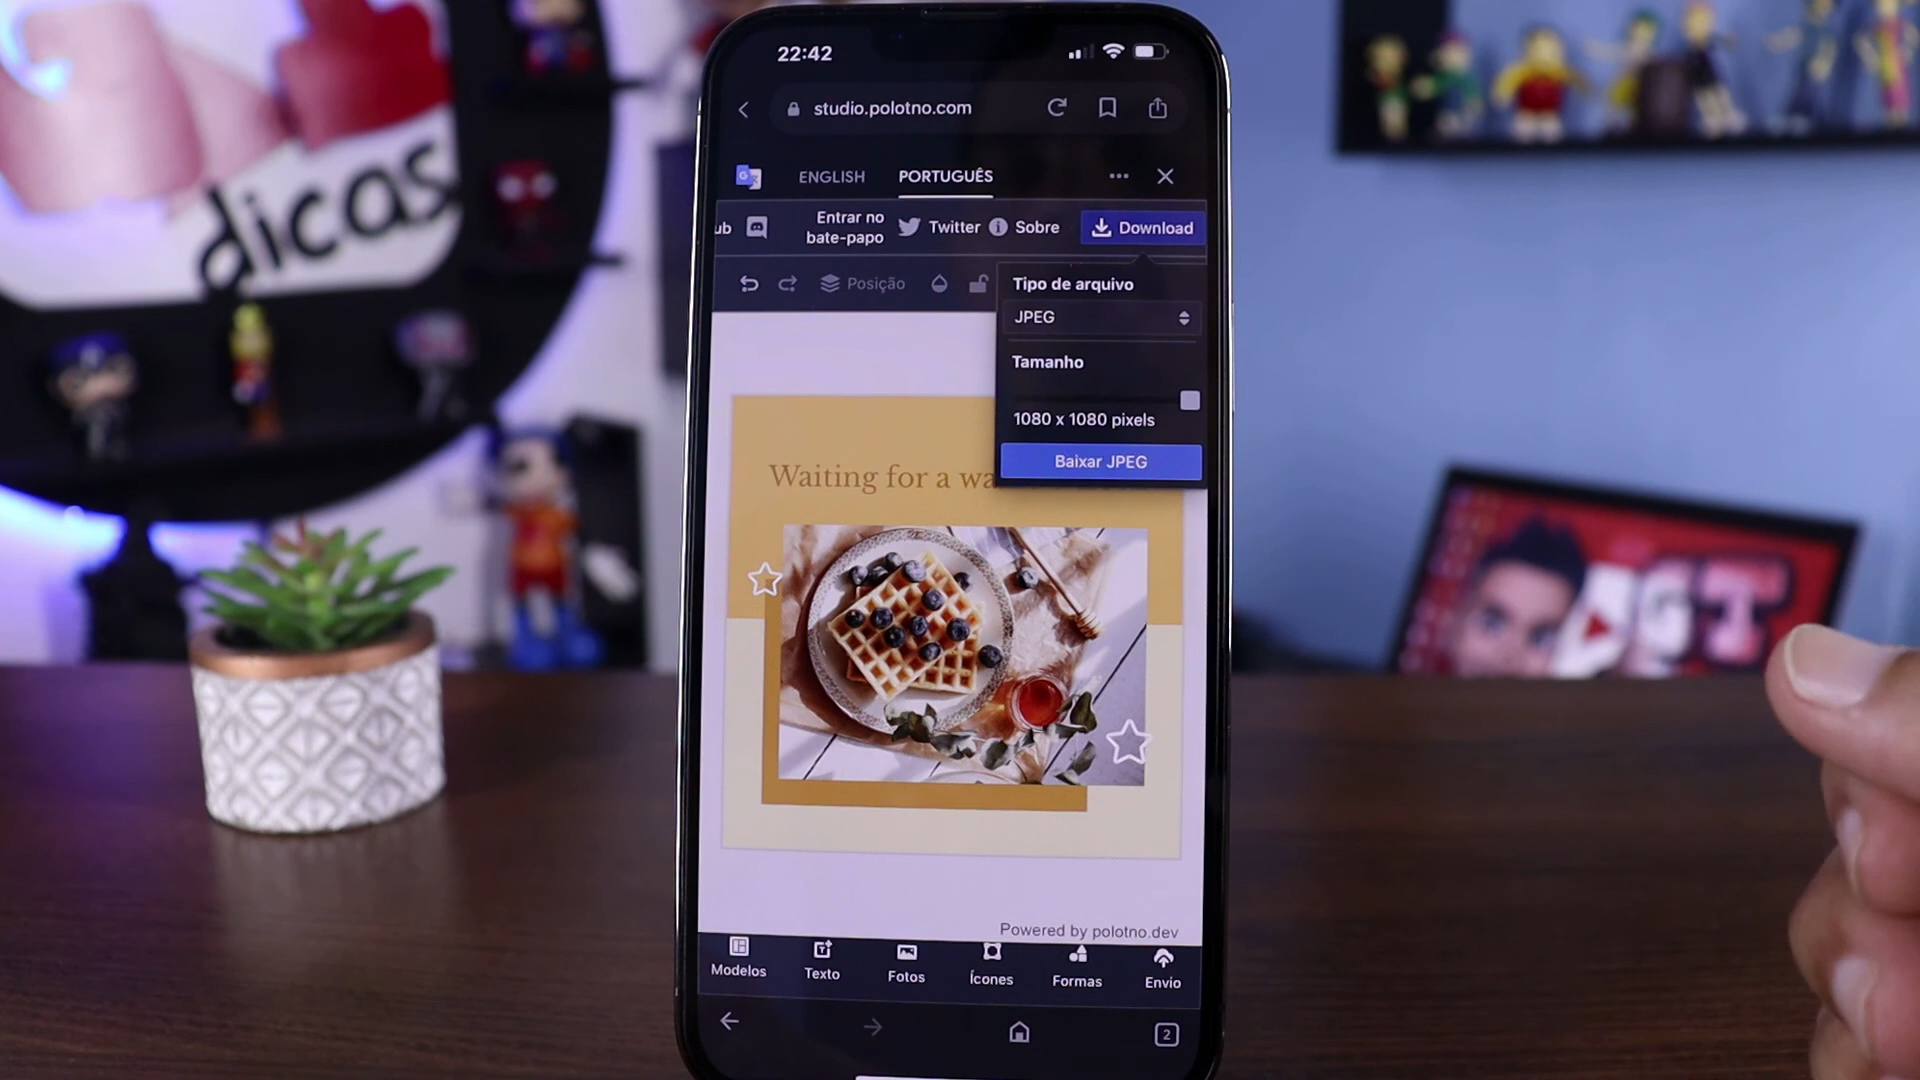 dicas
22:42
studio.polotno.com
ENGLISH PORTUGUÊS
ub Entrar no bate-papo Twitter Sobre Download
Posição
Tipo de arquivo
JPEG
Tamanho
1080 x 1080 pixels
Baixar JPEG
Waiting for a wa
Powered by polotno.dev
Modelos Texto Fotos Ícones Formas Envio
2